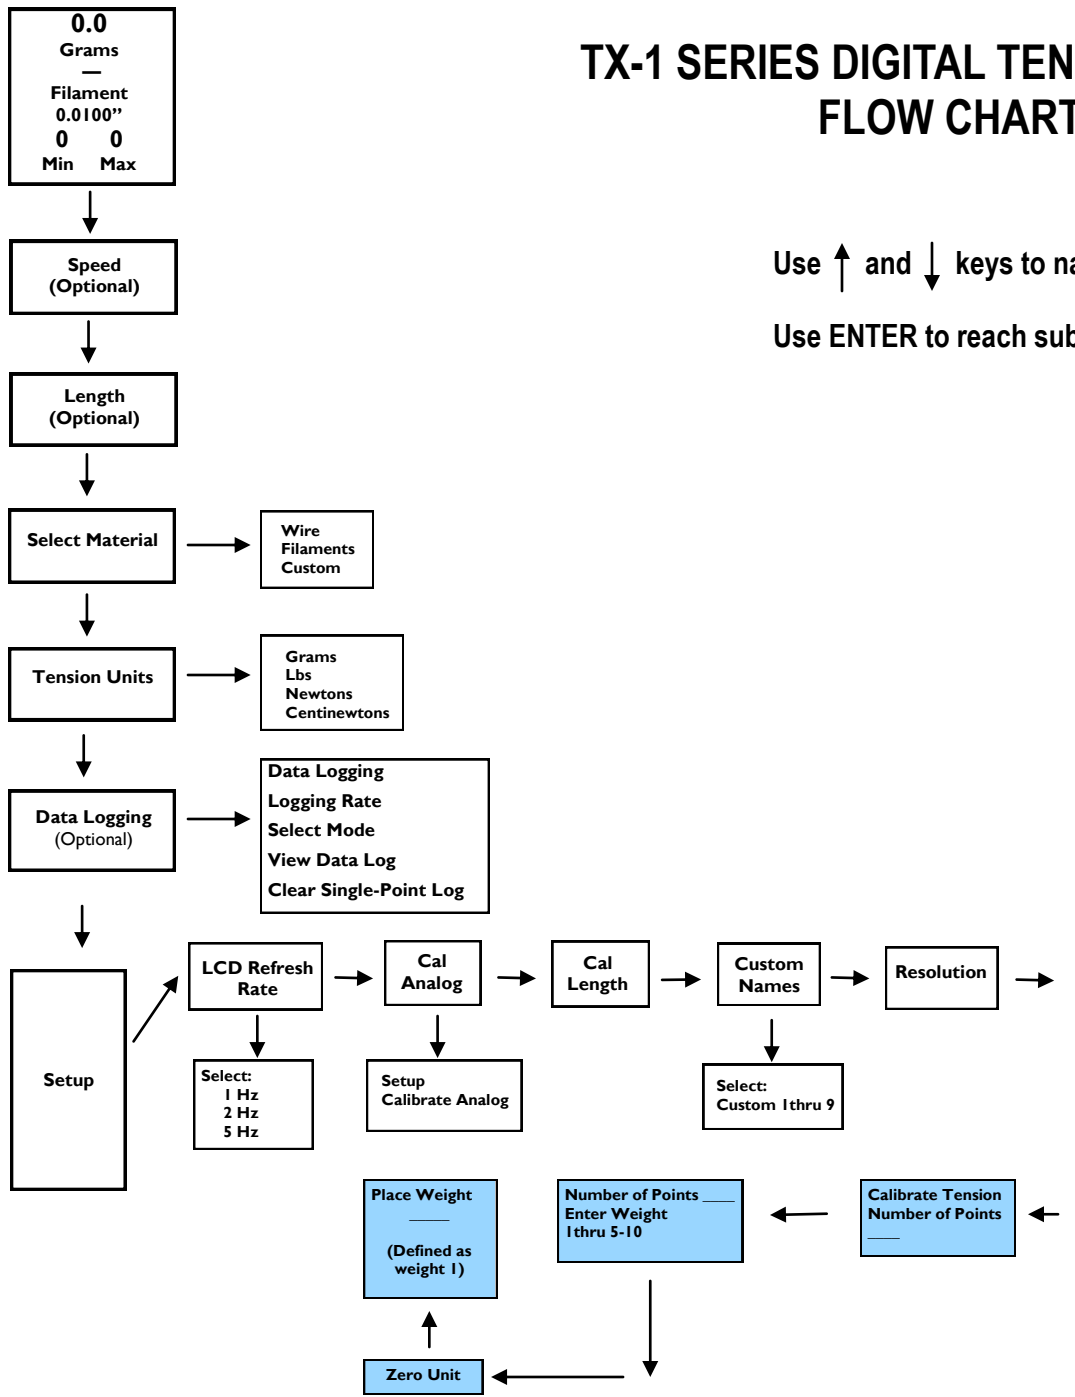 0.0
Grams
—
Filament
0.0100”
0 0
Min Max
TX-1 SERIES DIGITAL TEN
FLOW CHART
Use ↑ and ↓ keys to na
Use ENTER to reach sub
Speed
(Optional)
Length
(Optional)
Select Material
Wire
Filaments
Custom
Tension Units
Grams
Lbs
Newtons
Centinewtons
Data Logging
(Optional)
Data Logging
Logging Rate
Select Mode
View Data Log
Clear Single-Point Log
Setup
LCD Refresh
Rate
Cal
Analog
Cal
Length
Custom
Names
Resolution
Select:
1 Hz
2 Hz
5 Hz
Setup
Calibrate Analog
Select:
Custom 1thru 9
Place Weight
_____
(Defined as
weight 1)
Number of Points ____
Enter Weight
1thru 5-10
Calibrate Tension
Number of Points
____
Zero Unit